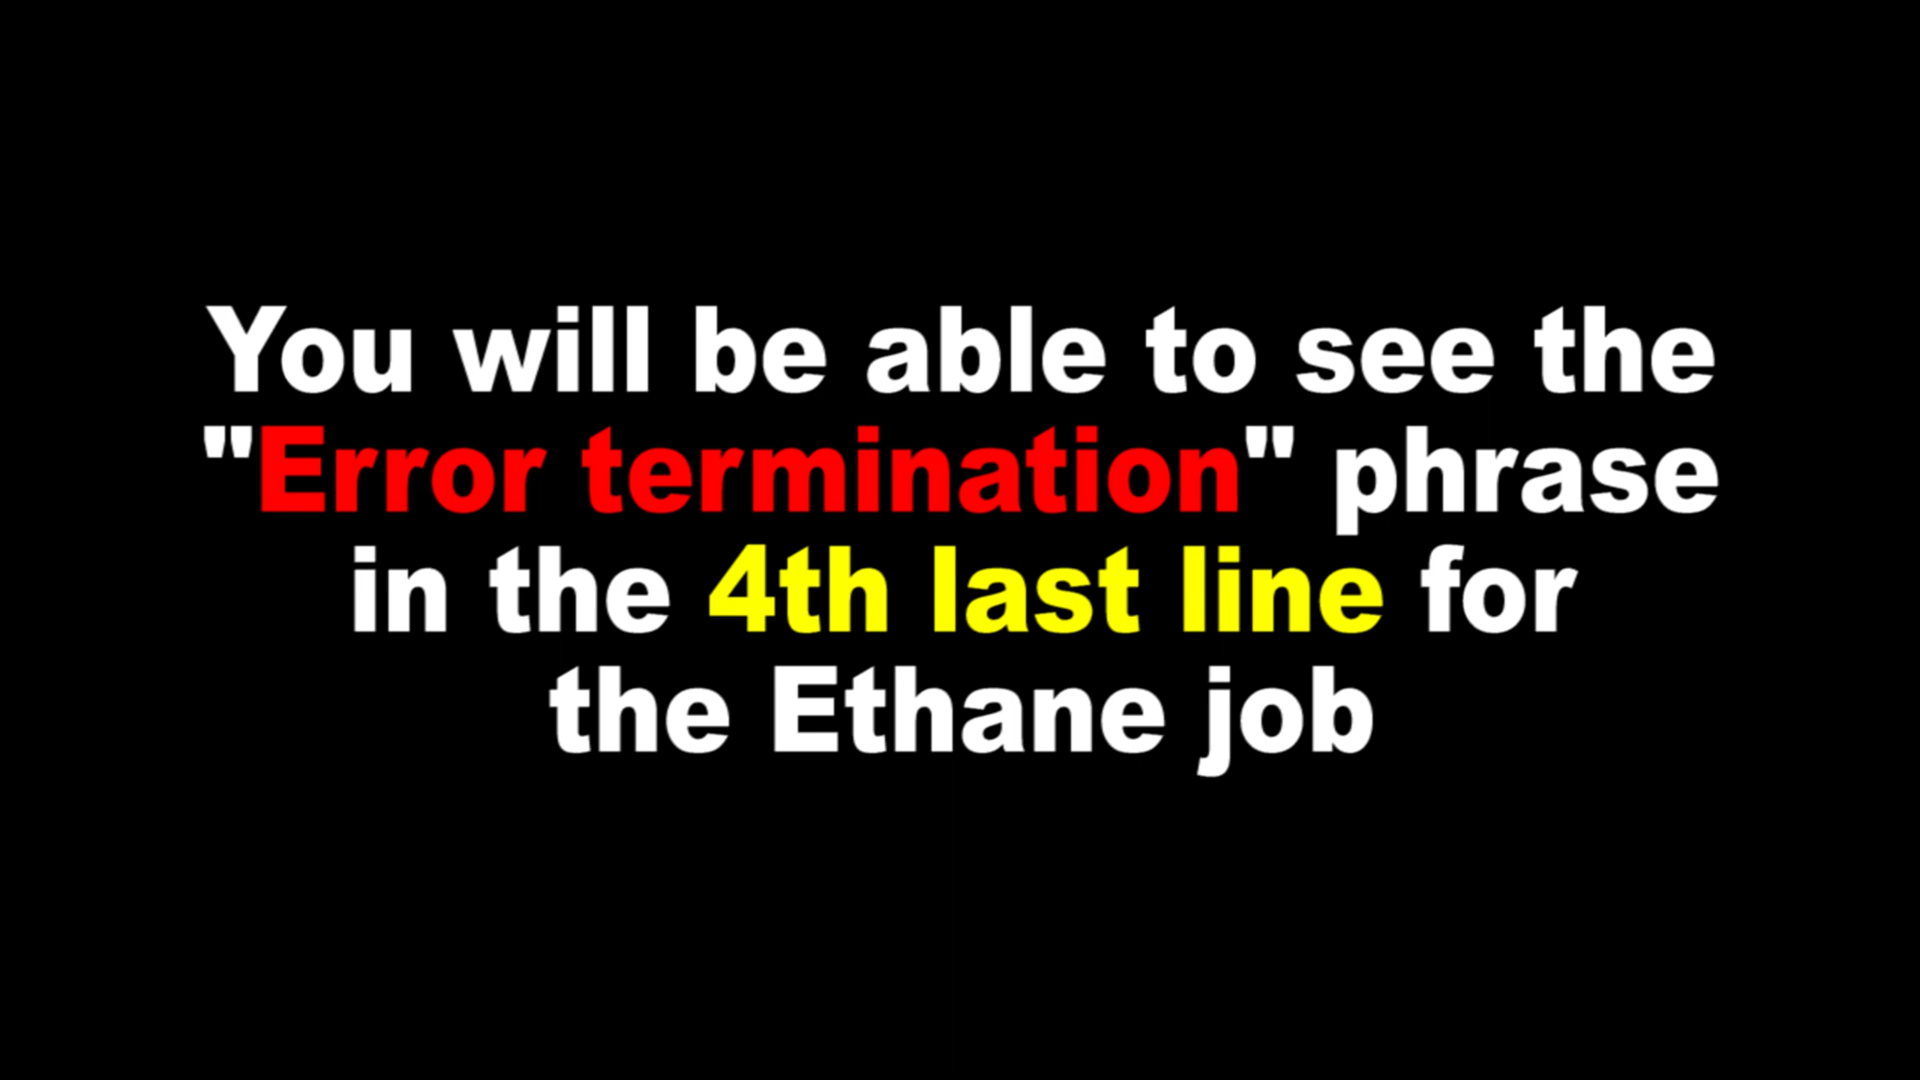 You will be able to see the
"Error termination" phrase
in the 4th last line for
the Ethane job